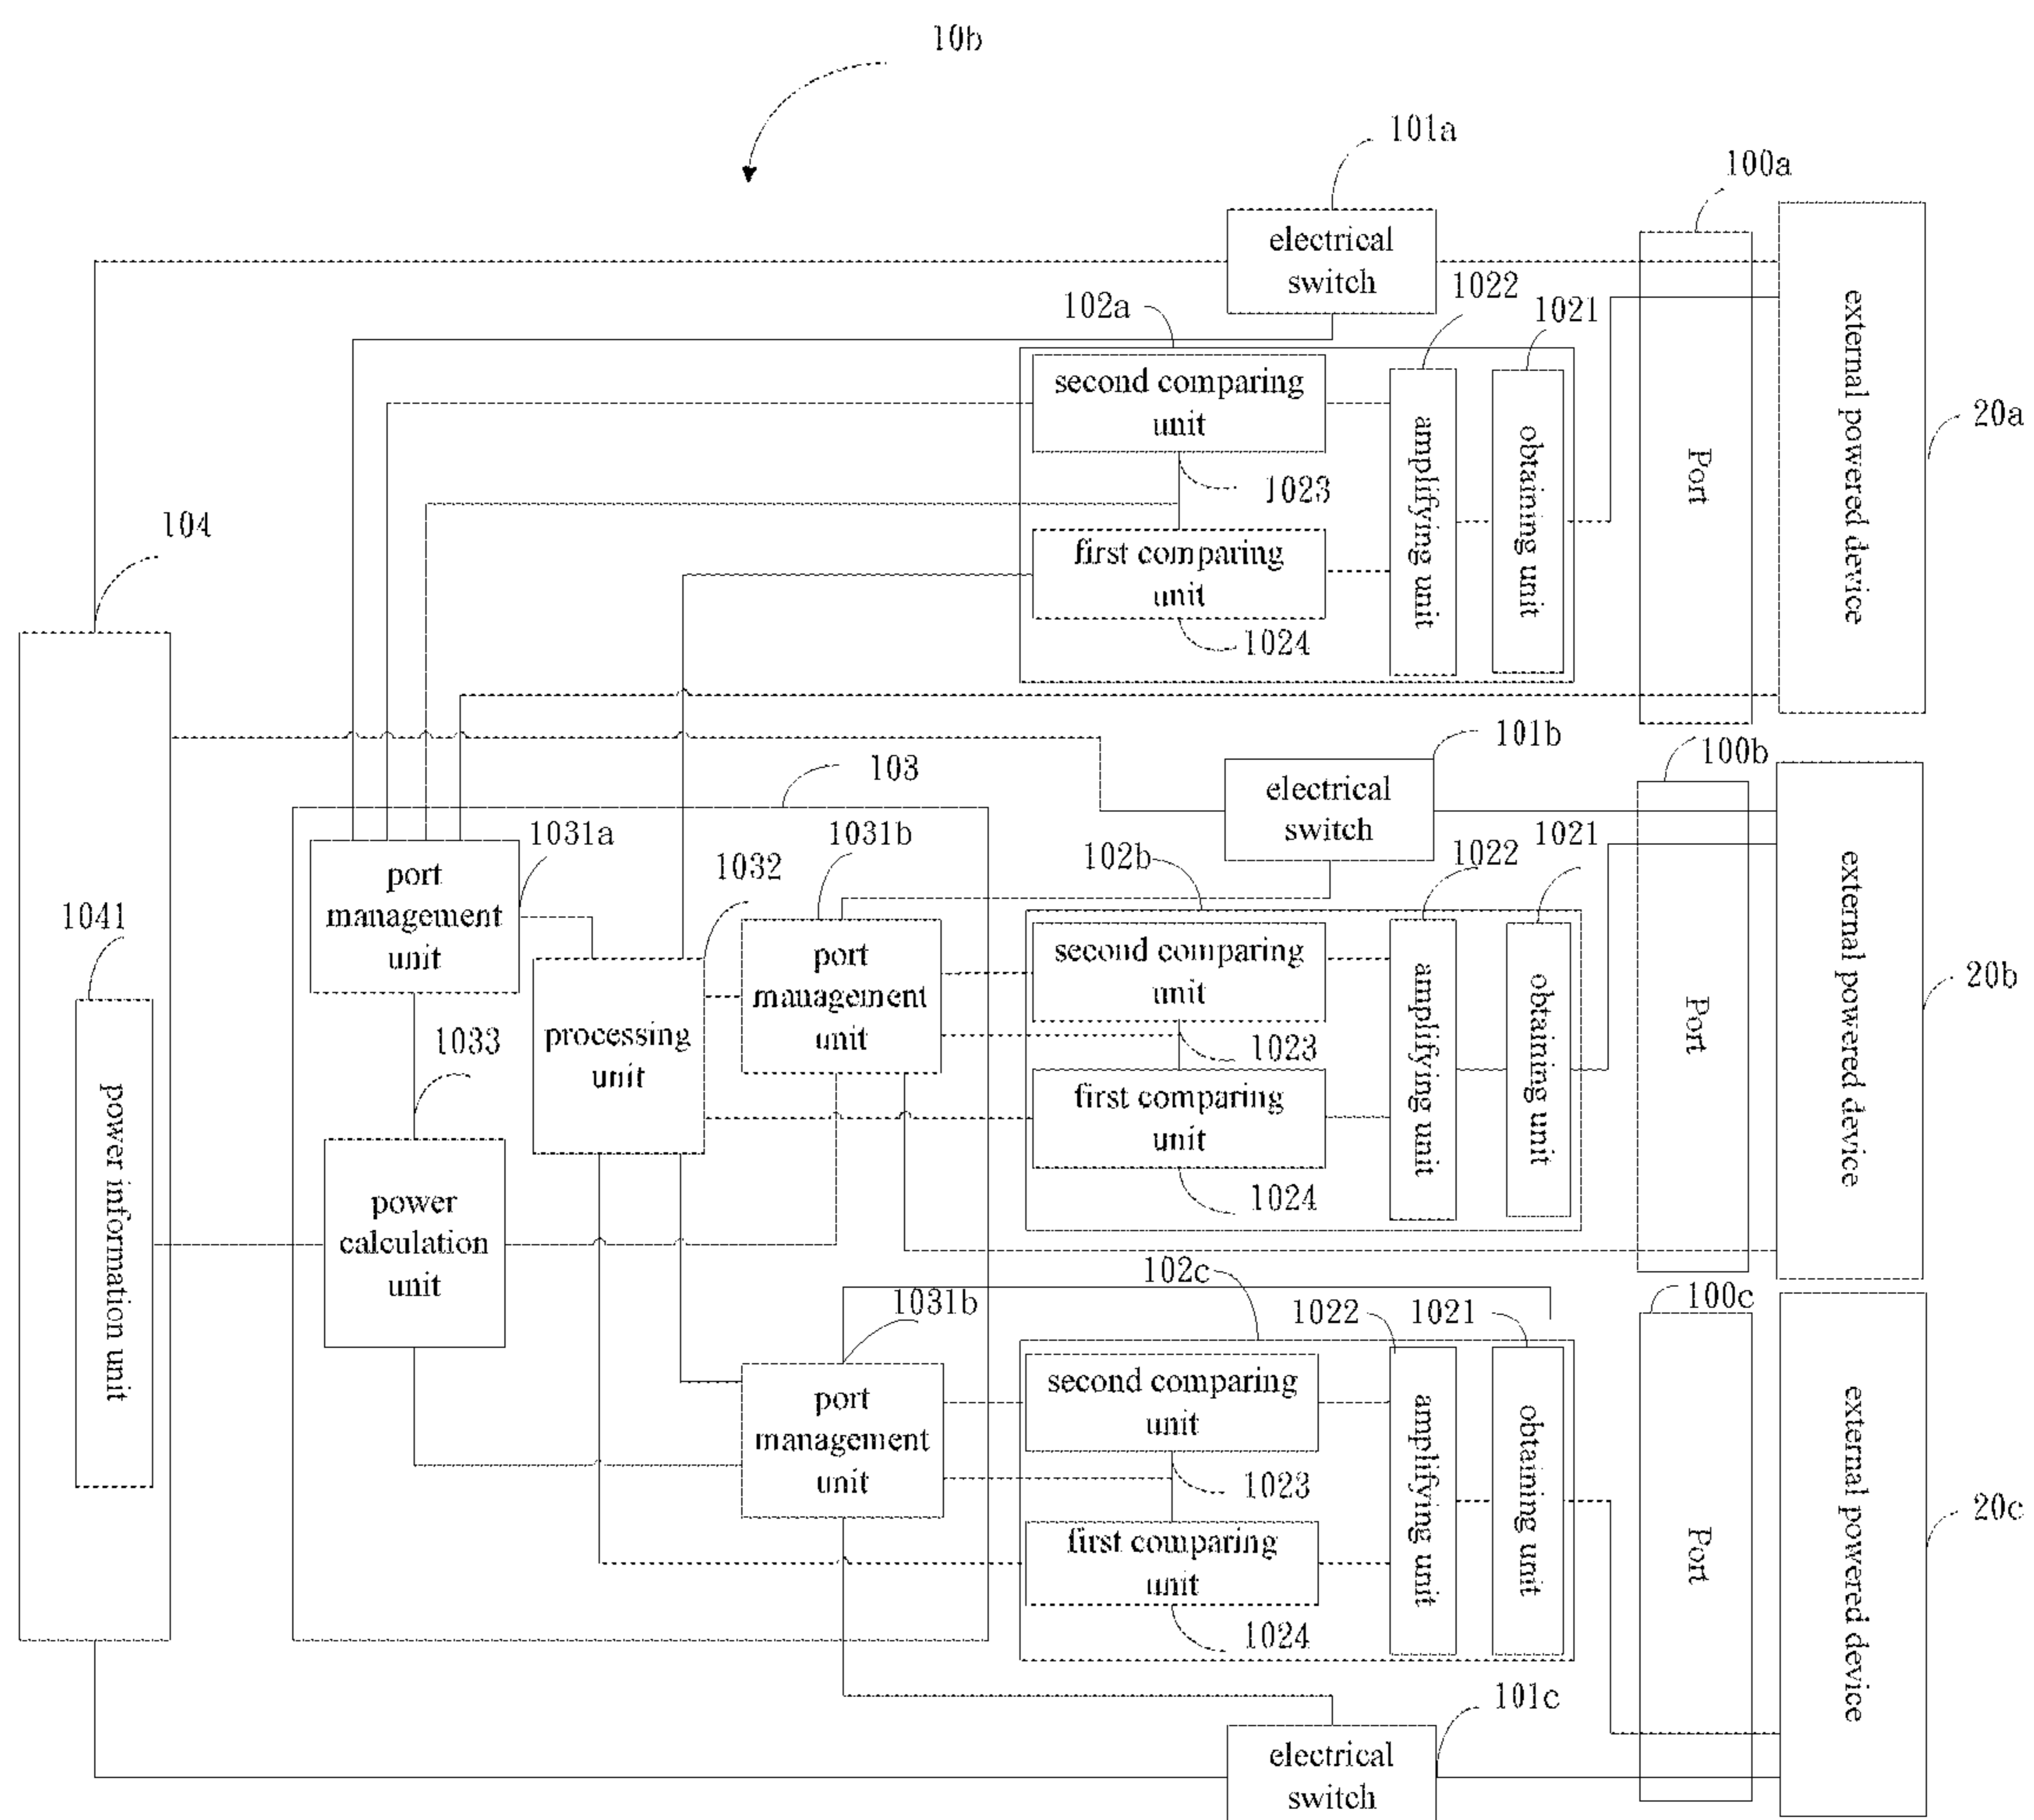 10b
101a
100a
electrical
switch
1022
1021
102a
second comparing
unit
1023
first comparing
unit
1024
amplifying unit
obtaining unit
Port
external powered device
20a
104
101b
100b
electrical
switch
103
1031a
1031b
1032
102b
1022
1021
port
management
unit
1041
processing
unit
port
management
unit
second comparing
unit
1023
first comparing
unit
1024
amplifying unit
obtaining unit
Port
external powered device
20b
1033
power information unit
power
calculation
unit
102c
1031b
1022
1021
100c
port
management
unit
second comparing
unit
1023
first comparing
unit
1024
amplifying unit
obtaining unit
Port
external powered device
20c
101c
electrical
switch